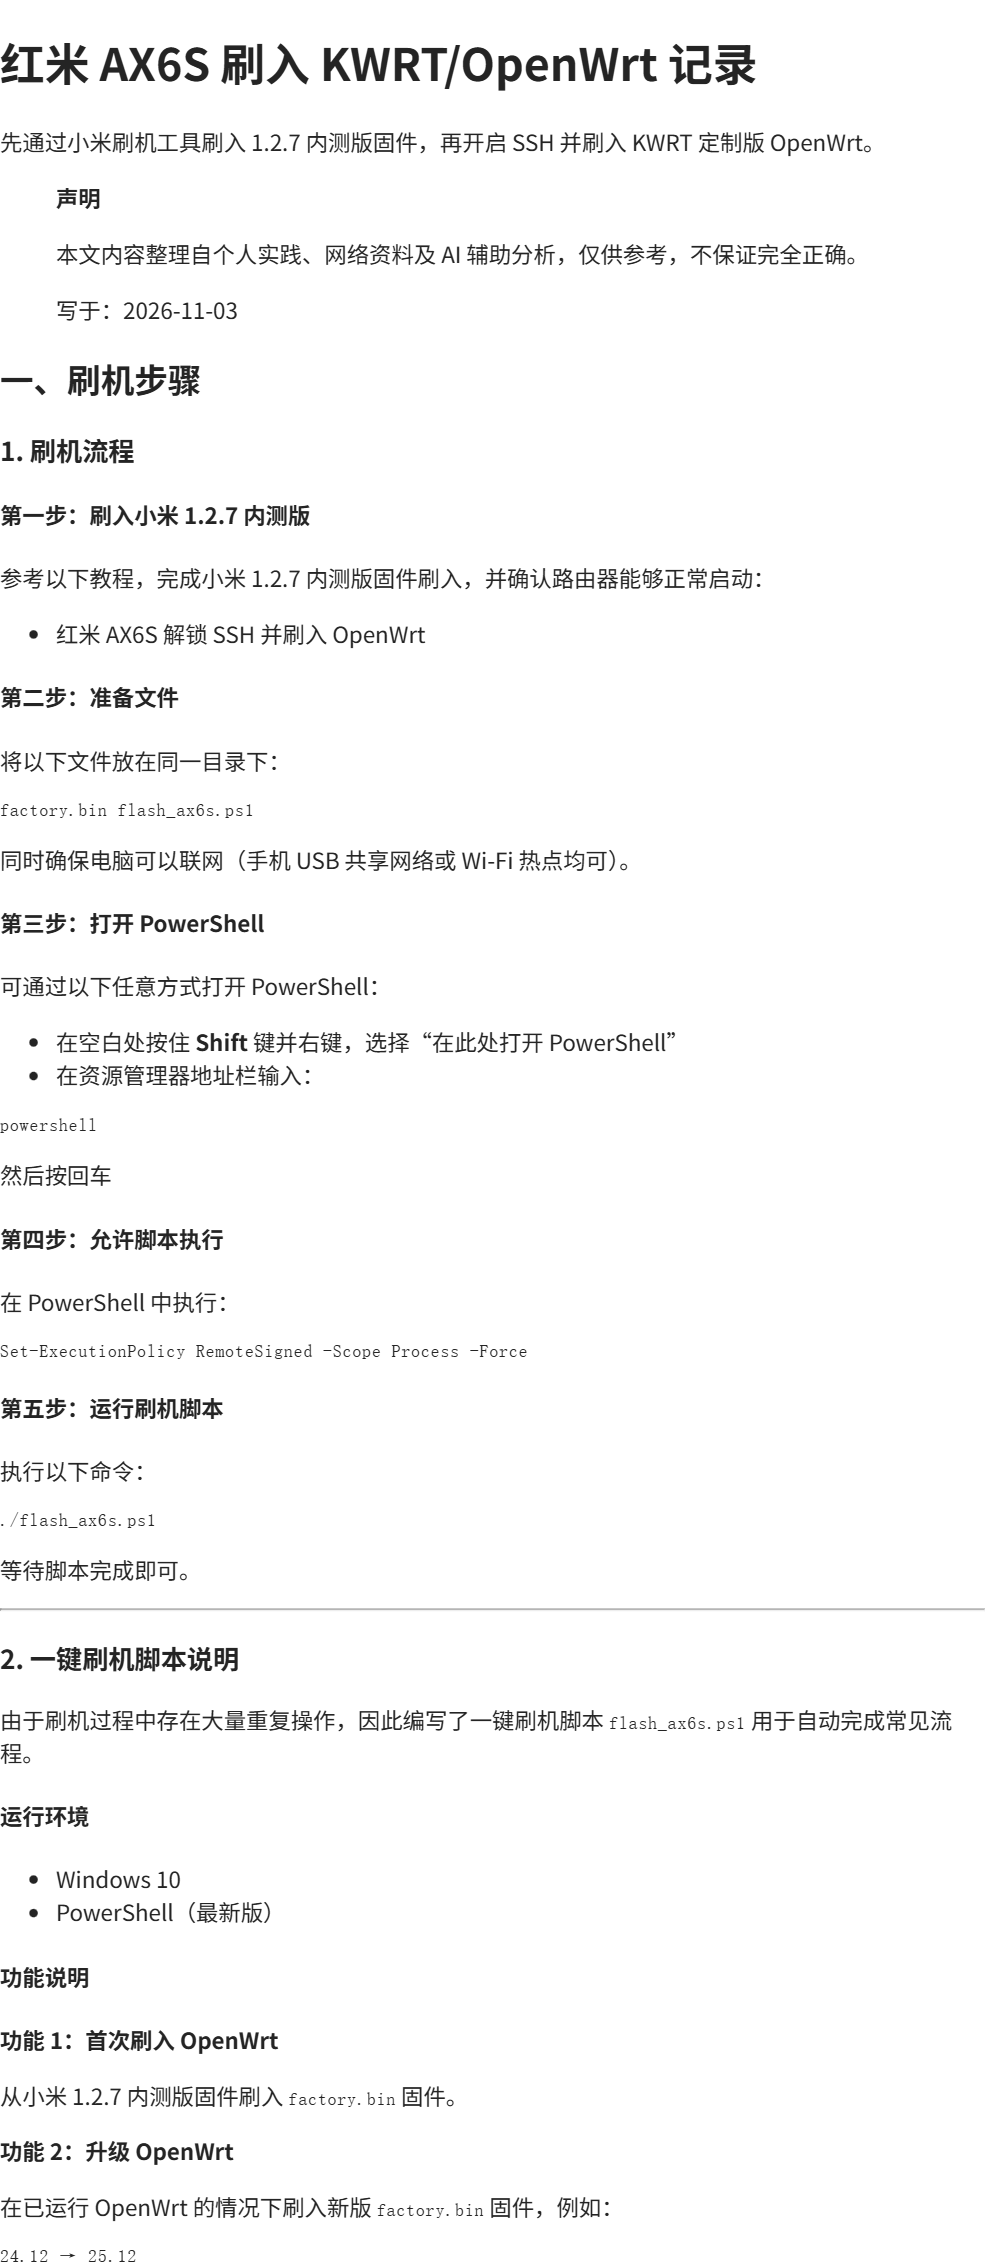 红米 AX6S 刷入 KWRT/OpenWrt 记录
先通过小米刷机工具刷入 1.2.7 内测版固件，再开启 SSH 并刷入 KWRT 定制版 OpenWrt。
声明
本文内容整理自个人实践、网络资料及 AI 辅助分析，仅供参考，不保证完全正确。
写于：2026-11-03
一、刷机步骤
1. 刷机流程
第一步：刷入小米 1.2.7 内测版
参考以下教程，完成小米 1.2.7 内测版固件刷入，并确认路由器能够正常启动：
• 红米 AX6S 解锁 SSH 并刷入 OpenWrt
第二步：准备文件
将以下文件放在同一目录下：
factory.bin flash_ax6s.ps1
同时确保电脑可以联网（手机 USB 共享网络或 Wi-Fi 热点均可）。
第三步：打开 PowerShell
可通过以下任意方式打开 PowerShell：
• 在空白处按住 Shift 键并右键，选择“在此处打开 PowerShell”
• 在资源管理器地址栏输入：
powershell
然后按回车
第四步：允许脚本执行
在 PowerShell 中执行：
Set-ExecutionPolicy RemoteSigned -Scope Process -Force
第五步：运行刷机脚本
执行以下命令：
./flash_ax6s.ps1
等待脚本完成即可。
2. 一键刷机脚本说明
由于刷机过程中存在大量重复操作，因此编写了一键刷机脚本 flash_ax6s.ps1 用于自动完成常见流
程。
运行环境
• Windows 10
• PowerShell（最新版）
功能说明
功能 1：首次刷入 OpenWrt
从小米 1.2.7 内测版固件刷入 factory.bin 固件。
功能 2：升级 OpenWrt
在已运行 OpenWrt 的情况下刷入新版 factory.bin 固件，例如：
24.12 → 25.12